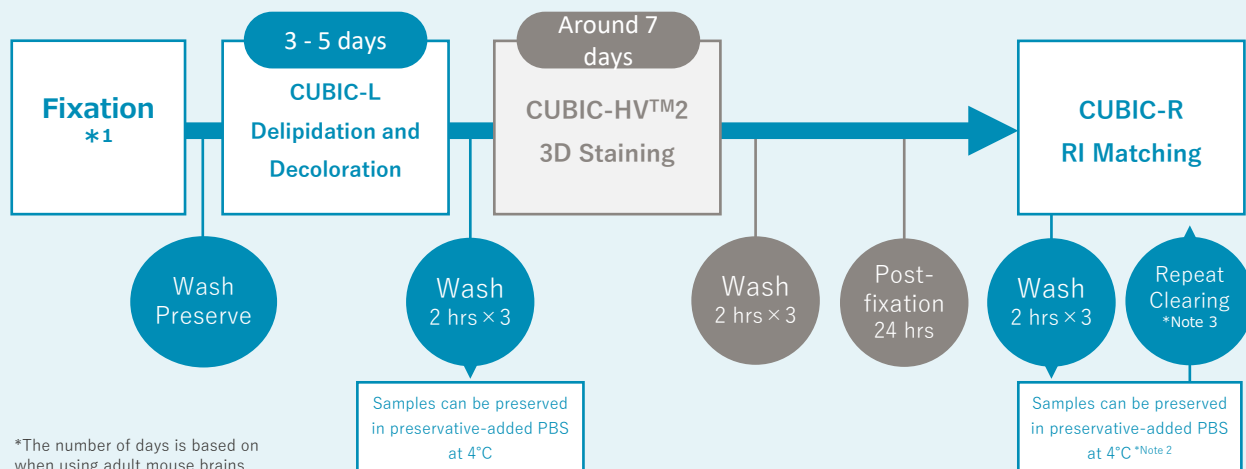 3 - 5 days
Around 7
days
Fixation
*1
CUBIC-L
Delipidation and
Decoloration
CUBIC-HV™2
3D Staining
CUBIC-R
RI Matching
Wash
Preserve
Wash
2 hrs × 3
Wash
2 hrs × 3
Post-
fixation
24 hrs
Wash
2 hrs × 3
Repeat
Clearing
*Note 3
Samples can be preserved
in preservative-added PBS
at 4°C
Samples can be preserved
in preservative-added PBS
at 4°C *Note 2
*The number of days is based on
when using adult mouse brains